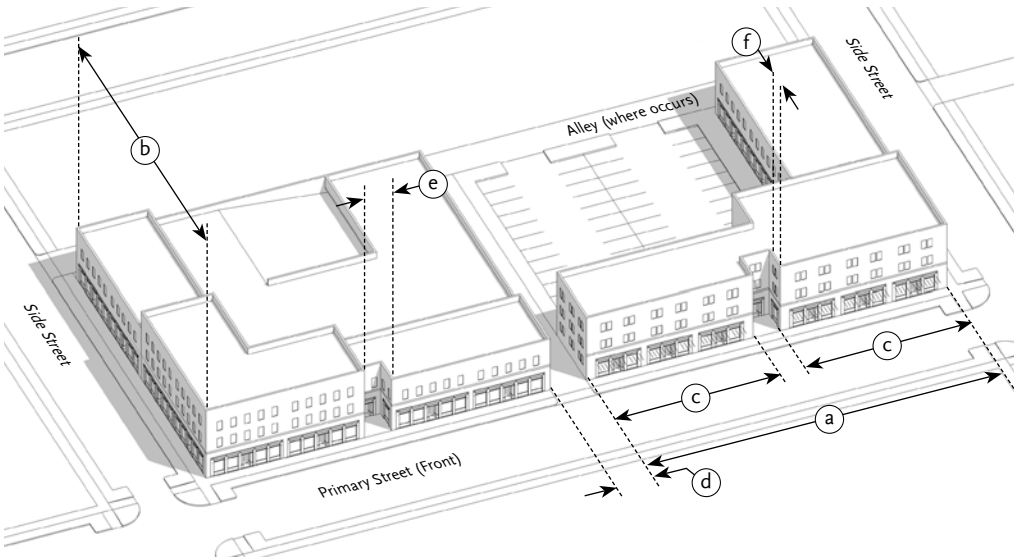 f
Side Street
Alley (where occurs)
b
e
Side Street
c
c
a
Primary Street (Front)
d